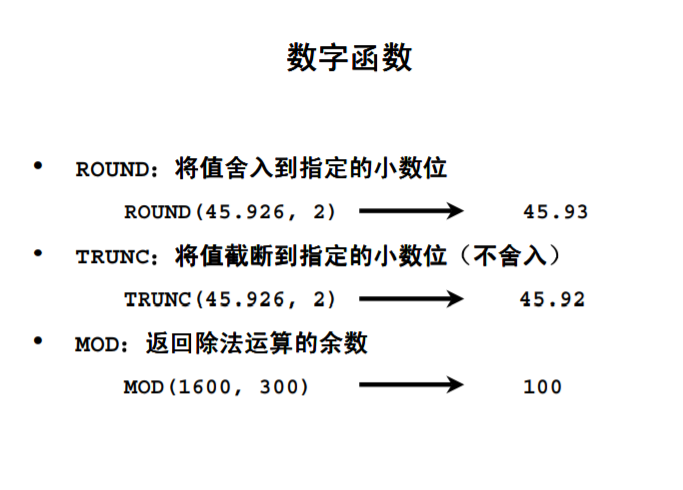 数字函数
• ROUND：将值舍入到指定的小数位
ROUND(45.926, 2) → 45.93
• TRUNC：将值截断到指定的小数位（不舍入）
TRUNC(45.926, 2) → 45.92
• MOD：返回除法运算的余数
MOD(1600, 300) → 100